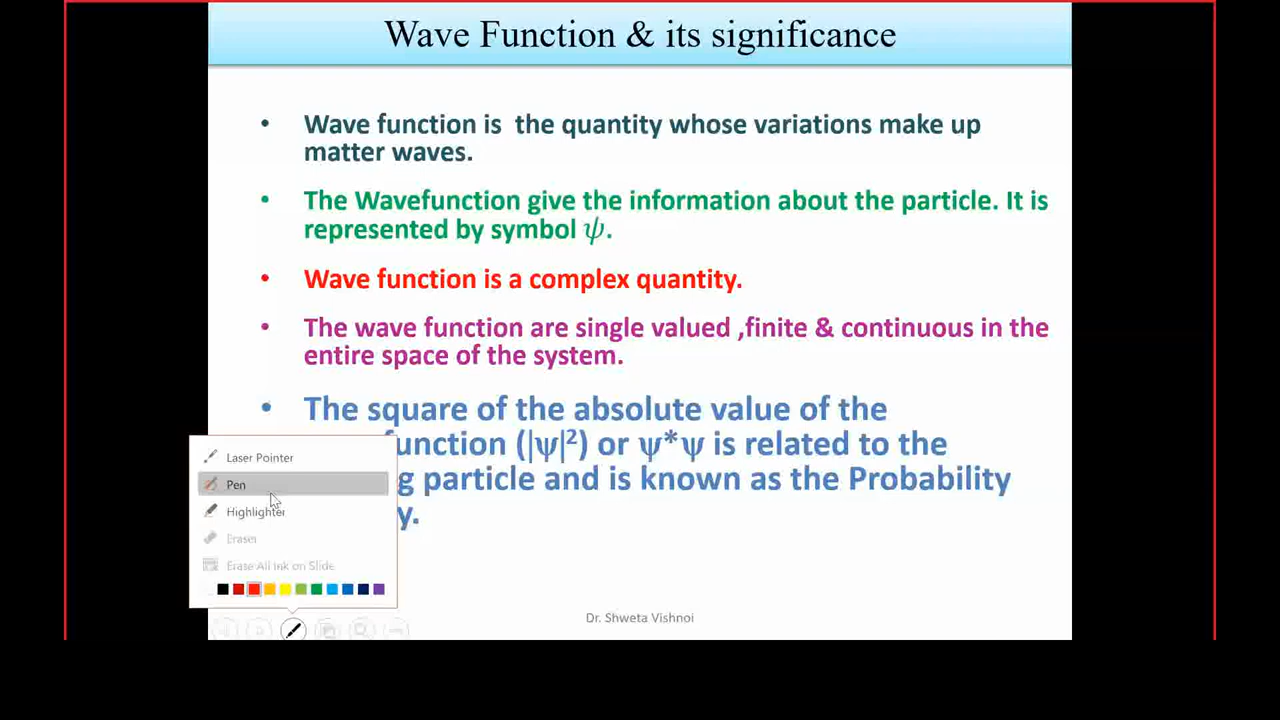 Wave Function & its significance
• Wave function is the quantity whose variations make up
matter waves.
• The Wavefunction give the information about the particle. It is
represented by symbol ψ.
• Wave function is a complex quantity.
• The wave function are single valued ,finite & continuous in the
entire space of the system.
• The square of the absolute value of the
function (|ψ|²) or ψ*ψ is related to the
g particle and is known as the Probability
y.
Laser Pointer
Pen
Highlighter
Eraser
Erase All Ink on Slide
Dr. Shweta Vishnoi